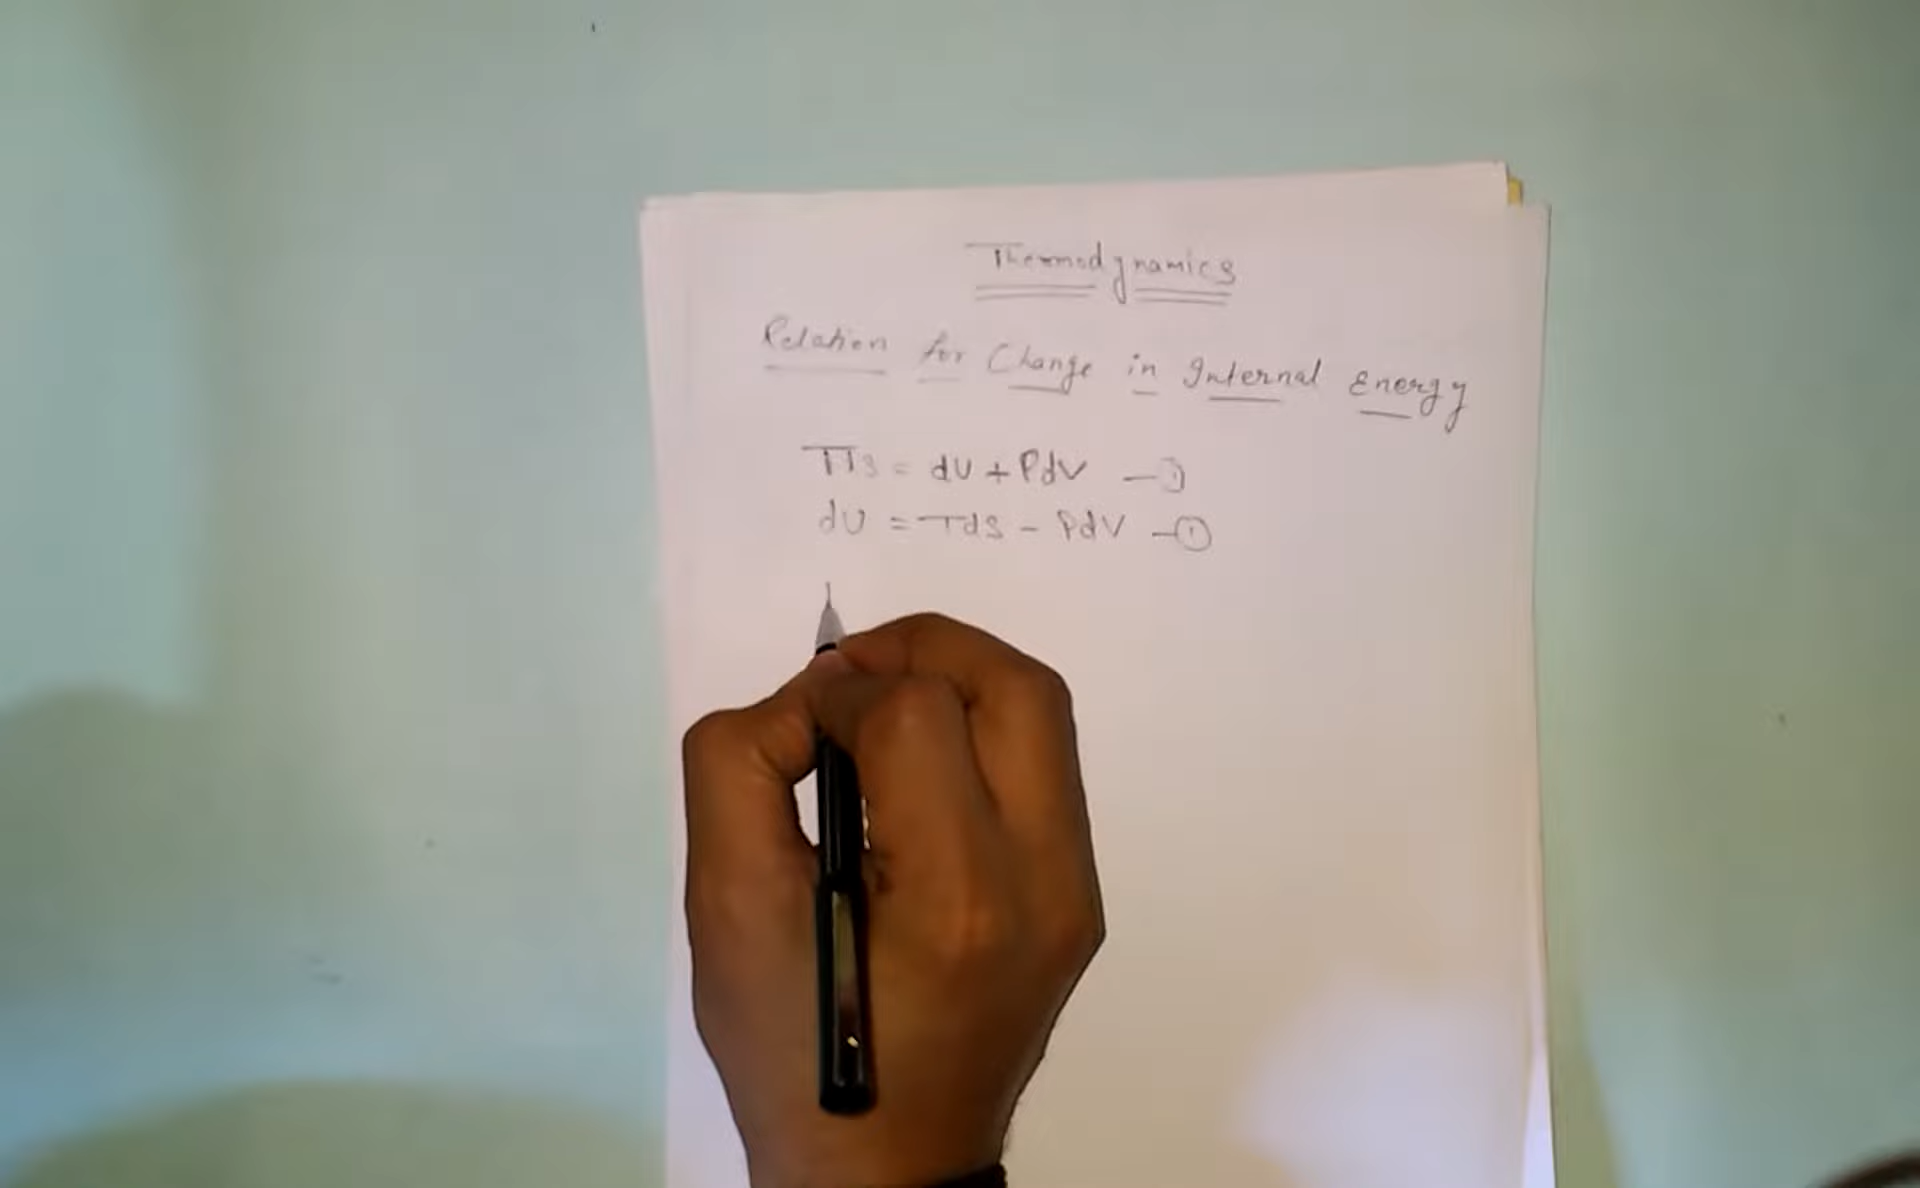 Thermodynamics
Relation for Change in Internal Energy
TdS = dU + PdV —①
dU = TdS - PdV —①